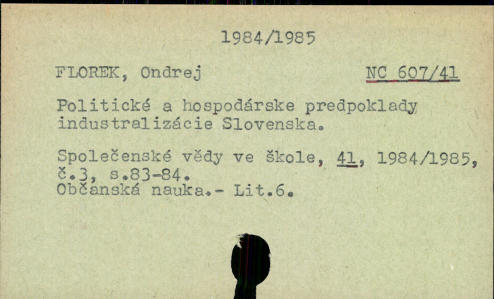 1984/1985
FLOREK, Ondrej NC 607/41
Politické a hospodárske predpoklady
industralizácie Slovenska.
Společenské vědy ve škole, 41, 1984/1985,
č.3, s.83-84.
Občanská nauka.- Lit.6.